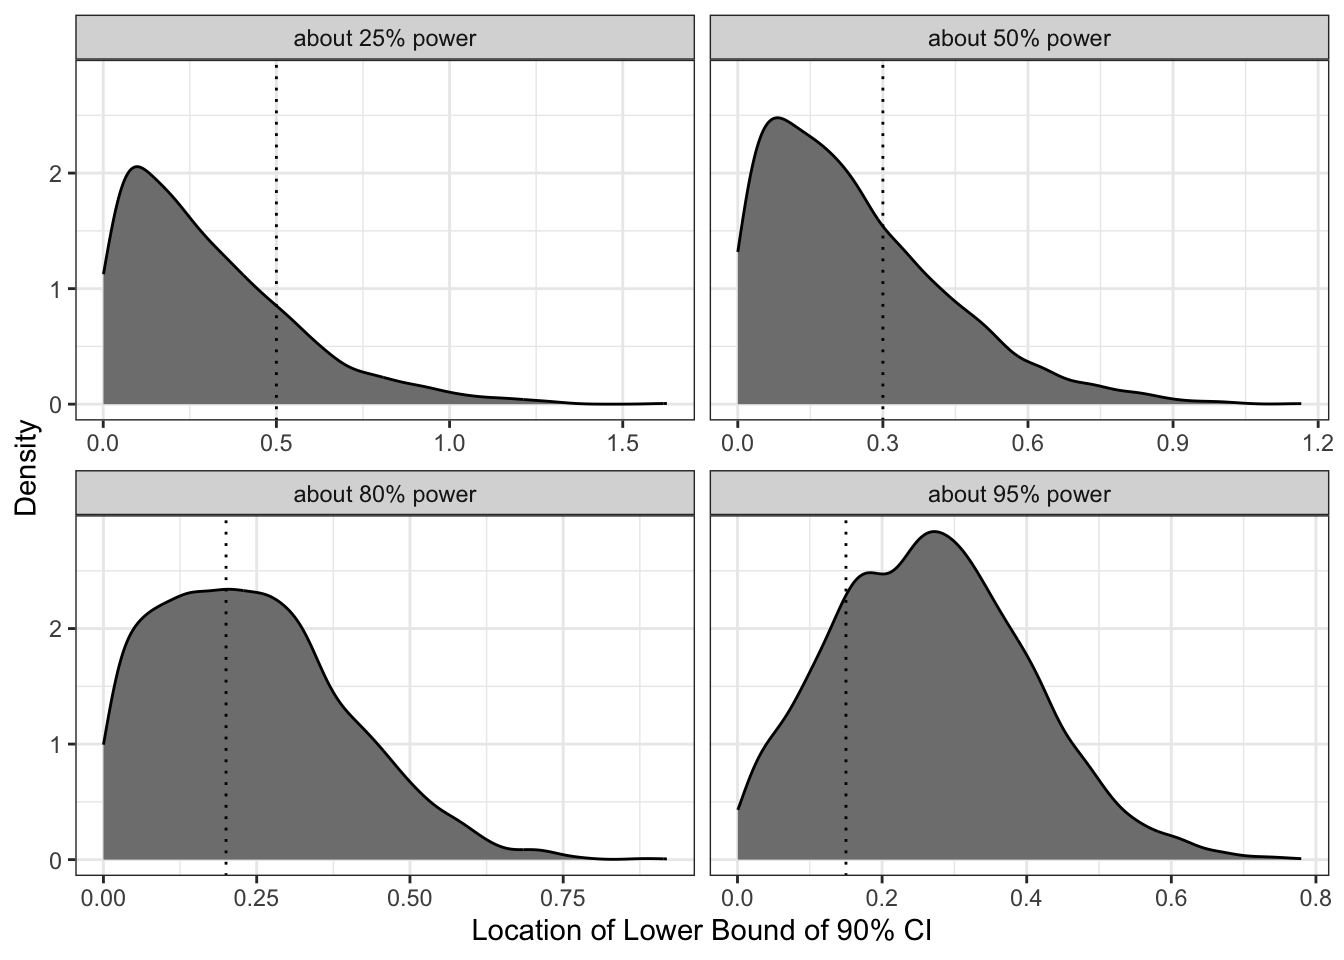 about 25% power
about 50% power
2
1
0
0.0 0.5 1.0 1.5
0.0 0.3 0.6 0.9 1.2
Density
about 80% power
about 95% power
2
1
0
0.00 0.25 0.50 0.75
0.0 0.2 0.4 0.6 0.8
Location of Lower Bound of 90% CI